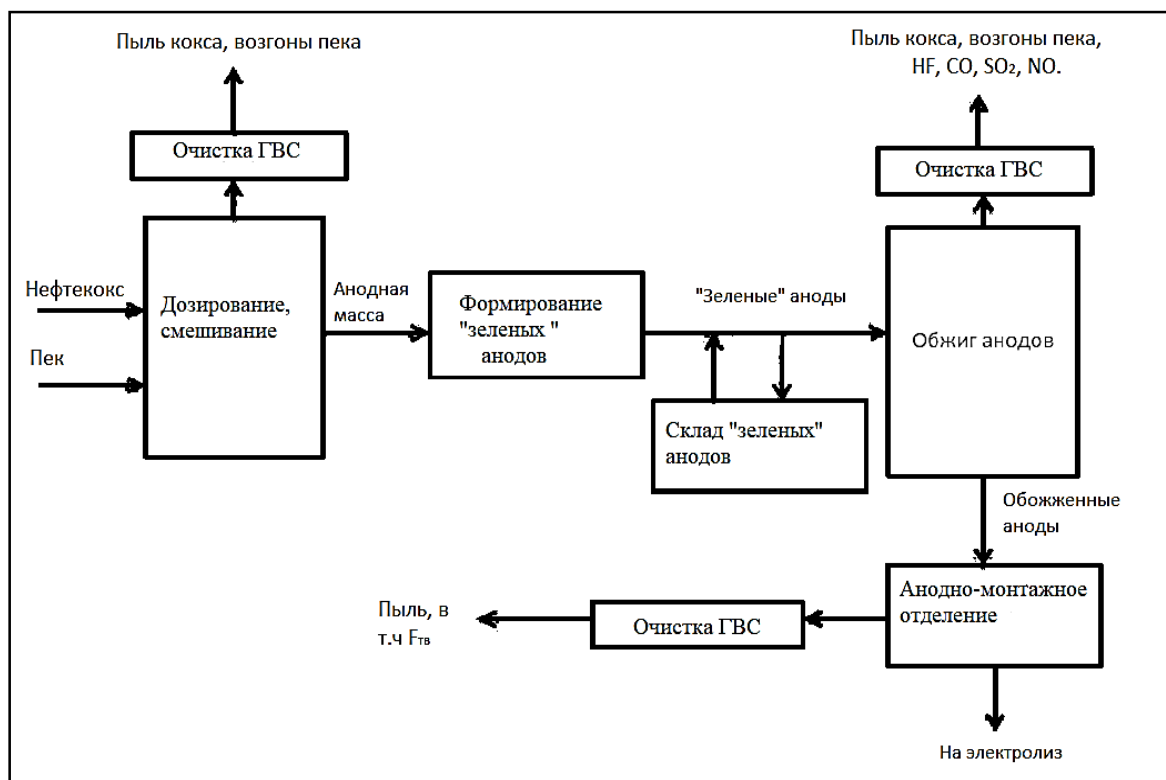 Пыль кокса, возгоны пека
Пыль кокса, возгоны пека,
HF, CO, SO₂, NO.
Очистка ГВС
Очистка ГВС
Нефтекокс
Пек
Дозирование,
смешивание
Анодная
масса
Формирование
"зеленых "
анодов
"Зеленые" аноды
Склад "зеленых"
анодов
Обжиг анодов
Обожженные
аноды
Анодно-монтажное
отделение
Очистка ГВС
Пыль, в
т.ч Fтв
На электролиз